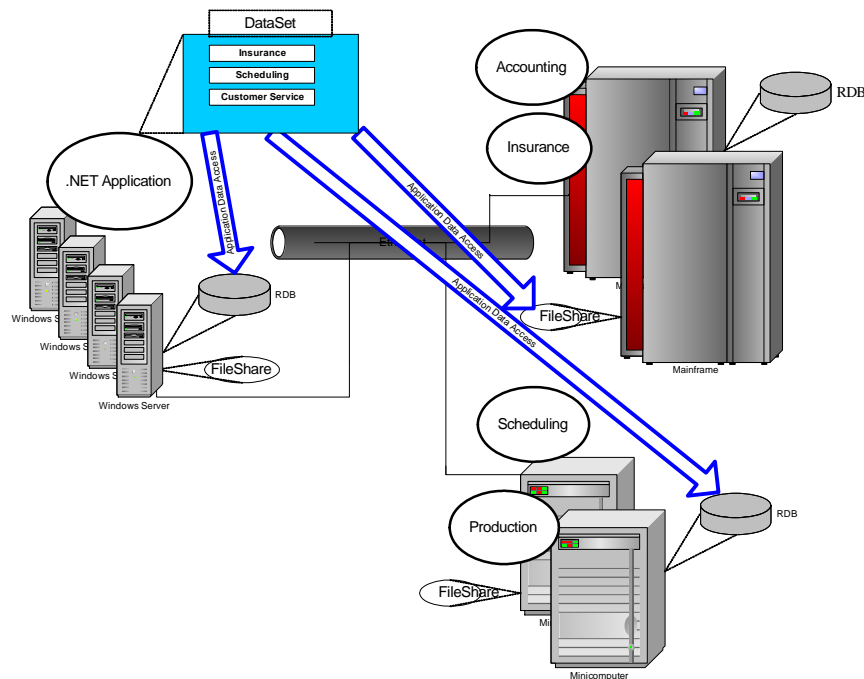 DataSet
Insurance
Scheduling
Customer Service
Accounting
RDB
Insurance
.NET Application
Application Data Access
Application Data Access
Application Data Access
RDB
FileShare
Windows Server
FileShare
Mainframe
Scheduling
Production
RDB
FileShare
Minicomputer